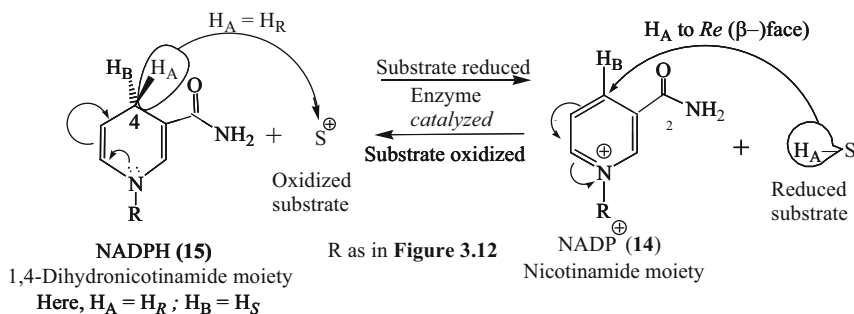 H_A = H_R
H_A to Re (β–)face)
H_B H_A
O
4
NH₂ +
N
R
S⊕
Oxidized
substrate
Substrate reduced
Enzyme
catalyzed
Substrate oxidized
H_B
O
NH₂
2
⊕
N
R
+
H_A S
Reduced
substrate
NADPH (15)
1,4-Dihydronicotinamide moiety
Here, H_A = H_R ; H_B = H_S
R as in Figure 3.12
NADP⊕ (14)
Nicotinamide moiety